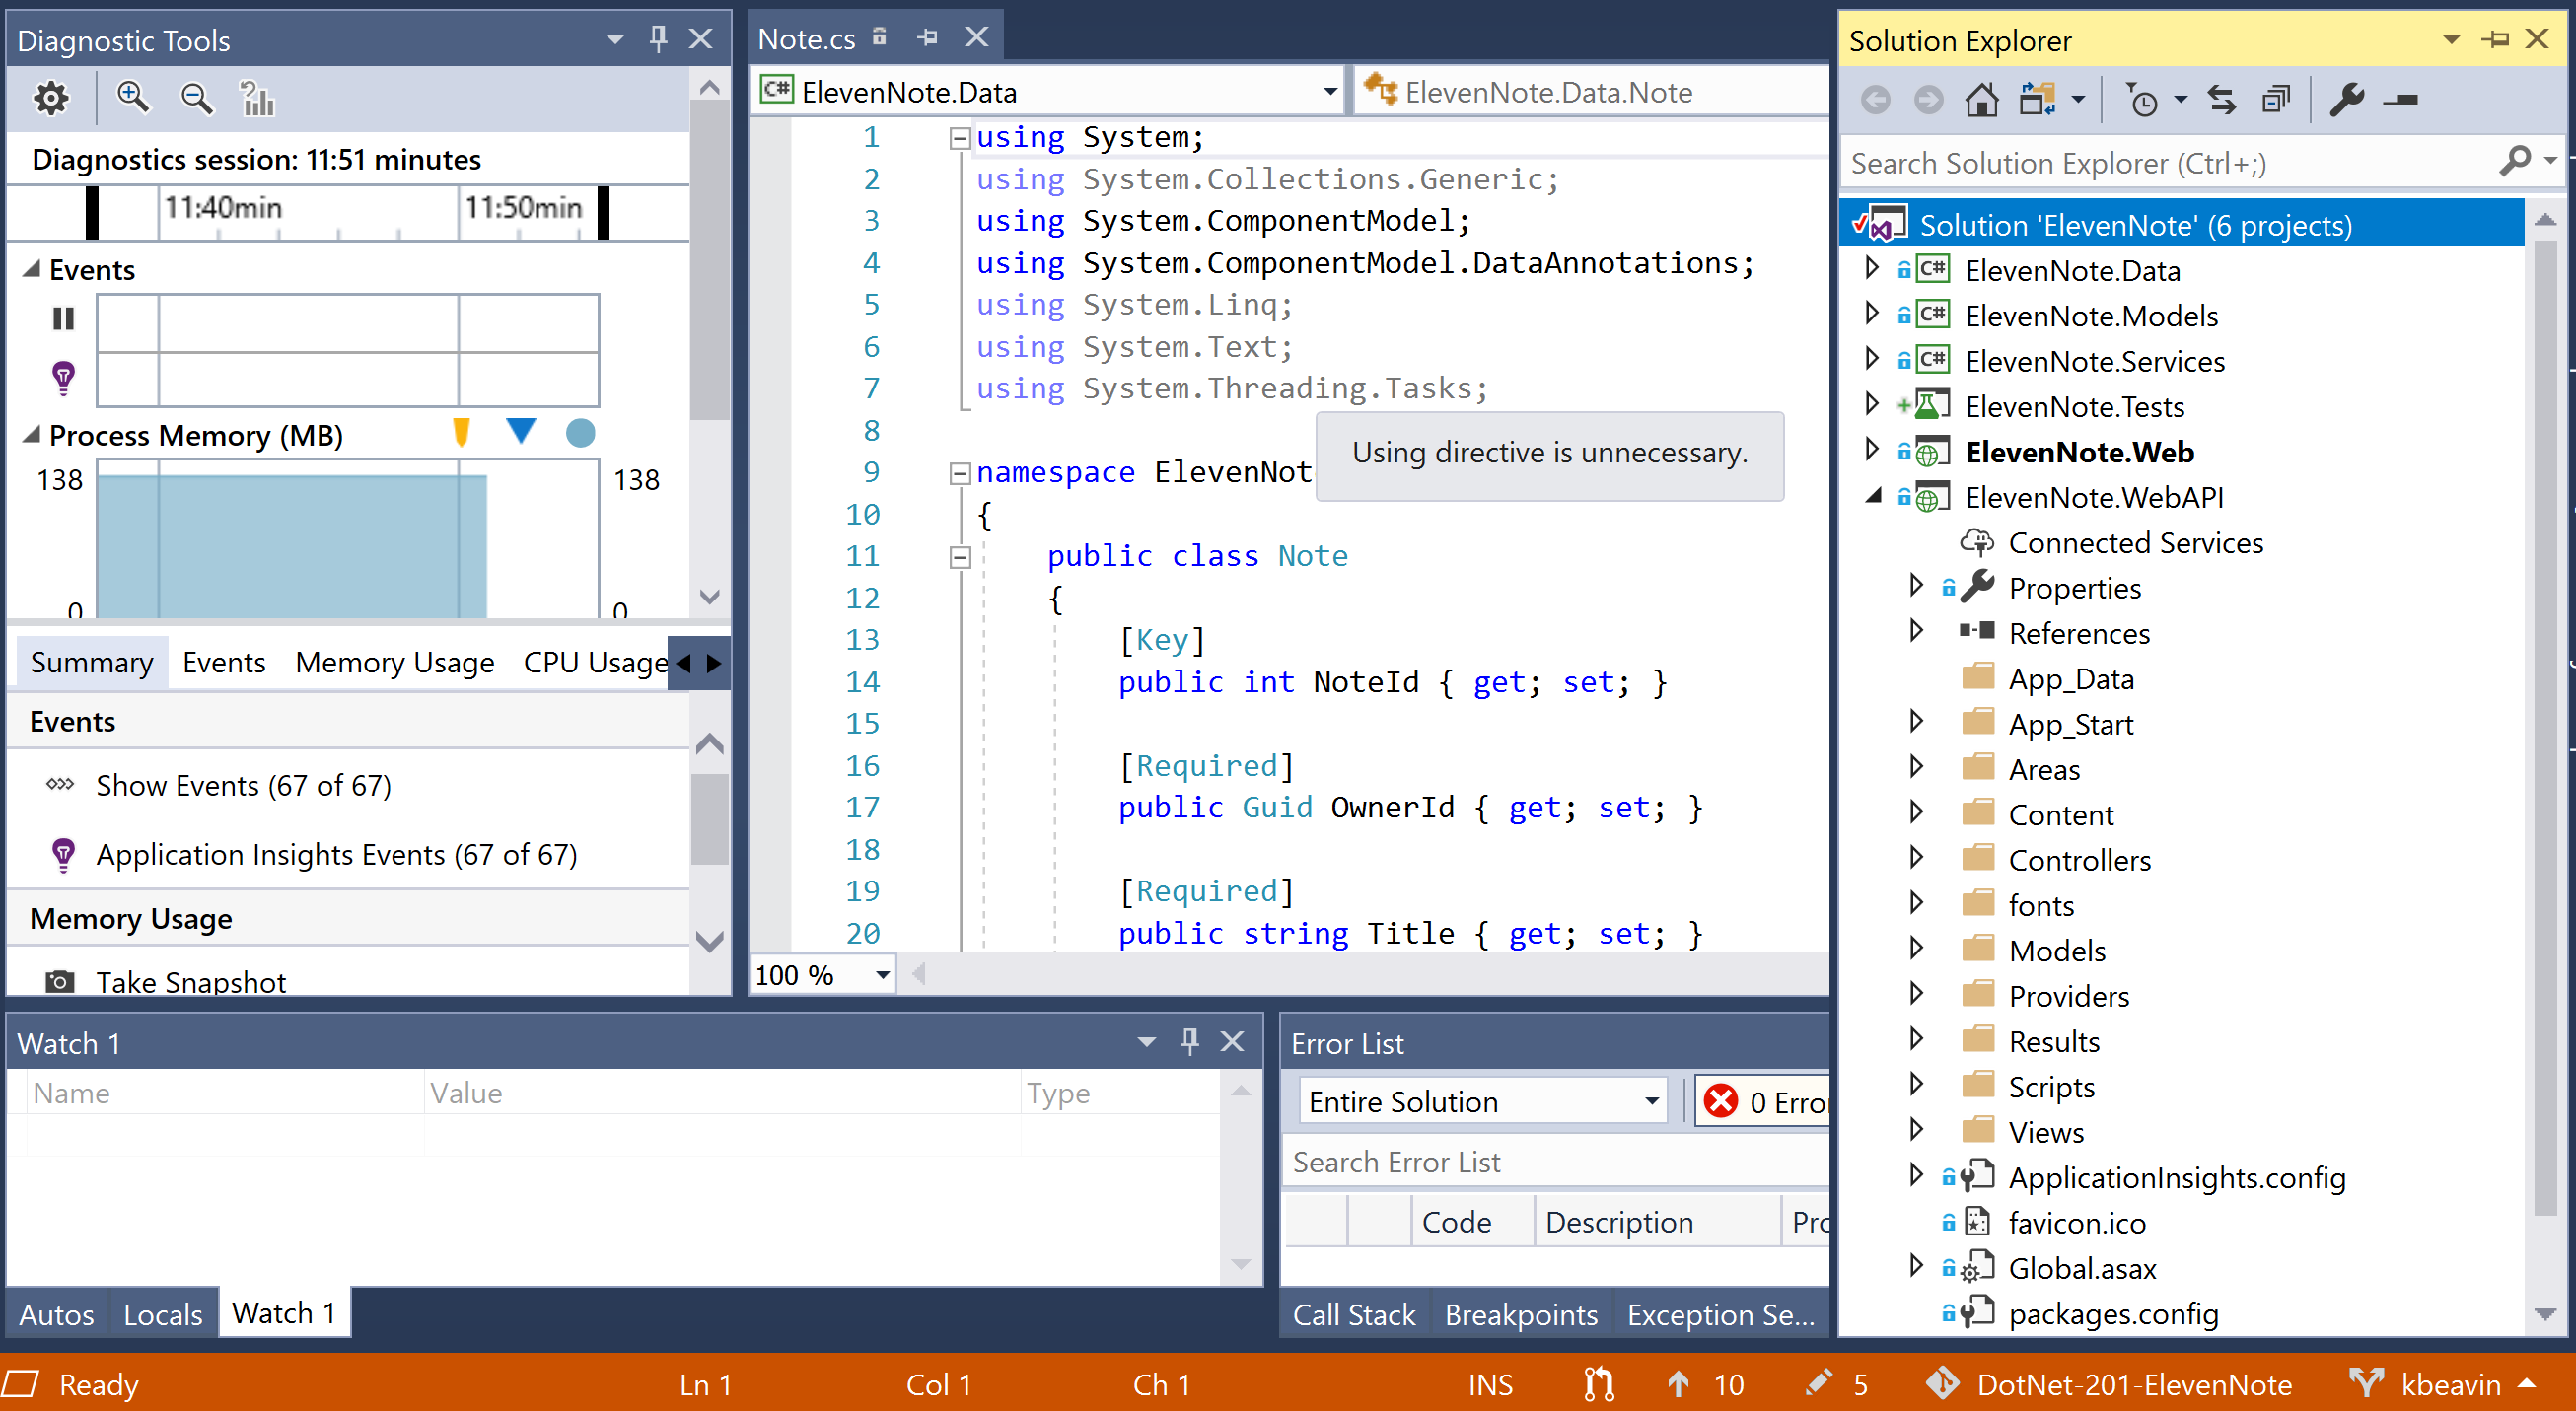 Diagnostic Tools
Diagnostics session: 11:51 minutes
11:40min 11:50min
Events
Process Memory (MB)
138 138
0 0
Summary Events Memory Usage CPU Usage
Events
Show Events (67 of 67)
Application Insights Events (67 of 67)
Memory Usage
Take Snapshot
Note.cs
C# ElevenNote.Data ElevenNote.Data.Note
1 using System;
2 using System.Collections.Generic;
3 using System.ComponentModel;
4 using System.ComponentModel.DataAnnotations;
5 using System.Linq;
6 using System.Text;
7 using System.Threading.Tasks;
8
Using directive is unnecessary.
9 namespace ElevenNot
10 {
11 public class Note
12 {
13 [Key]
14 public int NoteId { get; set; }
15
16 [Required]
17 public Guid OwnerId { get; set; }
18
19 [Required]
20 public string Title { get; set; }
100 %
Solution Explorer
Search Solution Explorer (Ctrl+;)
Solution 'ElevenNote' (6 projects)
C# ElevenNote.Data
C# ElevenNote.Models
C# ElevenNote.Services
ElevenNote.Tests
ElevenNote.Web
ElevenNote.WebAPI
Connected Services
Properties
References
App_Data
App_Start
Areas
Content
Controllers
fonts
Models
Providers
Results
Scripts
Views
ApplicationInsights.config
favicon.ico
Global.asax
packages.config
Watch 1
Name Value Type
Autos Locals Watch 1
Error List
Entire Solution 0 Erro
Search Error List
Code Description Pro
Call Stack Breakpoints Exception Se...
Ready Ln 1 Col 1 Ch 1 INS 10 5 DotNet-201-ElevenNote kbeavin